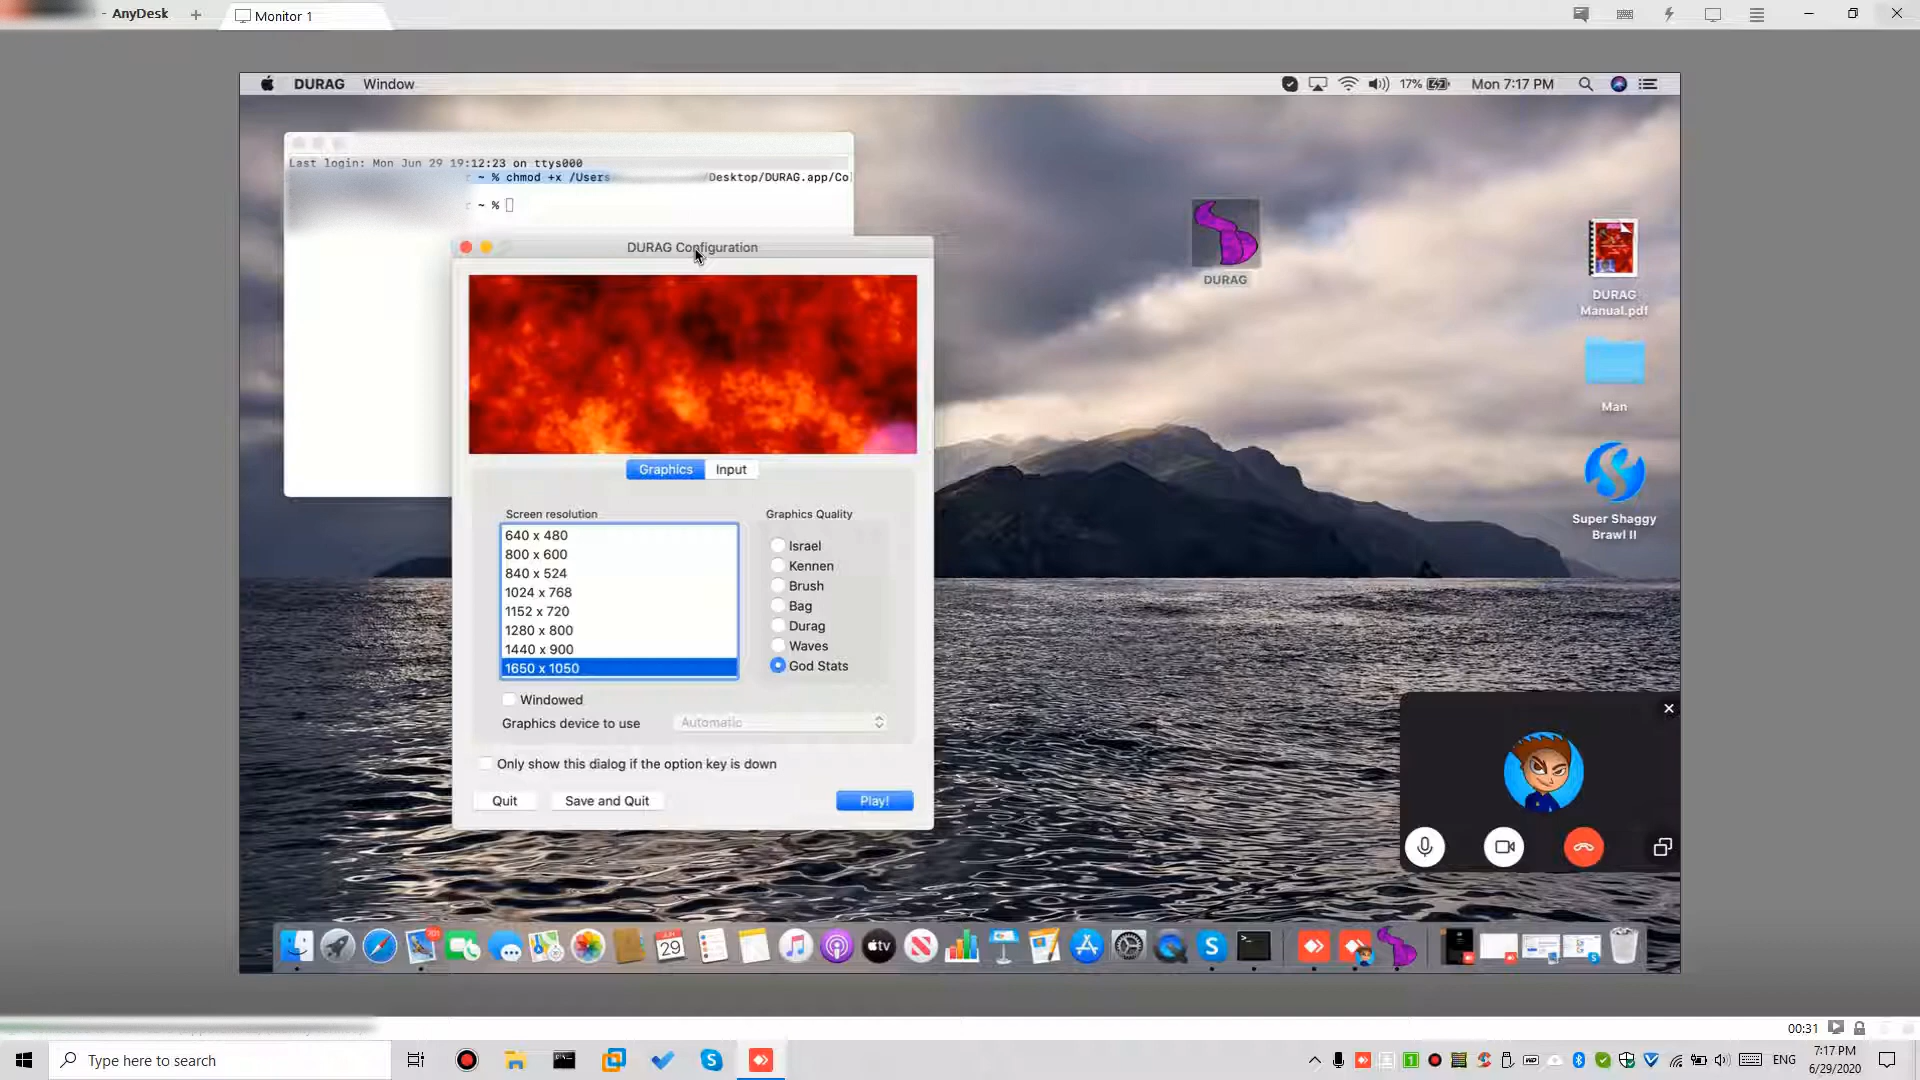 - AnyDesk
+
Monitor 1
DURAG Window
17%
Mon 7:17 PM
Last login: Mon Jun 29 19:12:23 on ttys000
~ % chmod +x /Users
/Desktop/DURAG.app/Co
~ %
DURAG Configuration
DURAG
DURAG
Manual.pdf
Man
Super Shaggy
Brawl II
Graphics Input
Screen resolution
640 x 480
800 x 600
840 x 524
1024 x 768
1152 x 720
1280 x 800
1440 x 900
1650 x 1050
Graphics Quality
Israel
Kennen
Brush
Bag
Durag
Waves
God Stats
Windowed
Graphics device to use
Automatic
Only show this dialog if the option key is down
Quit
Save and Quit
Play!
201
JUN
29
tv
00:31
Type here to search
ENG
7:17 PM
6/29/2020